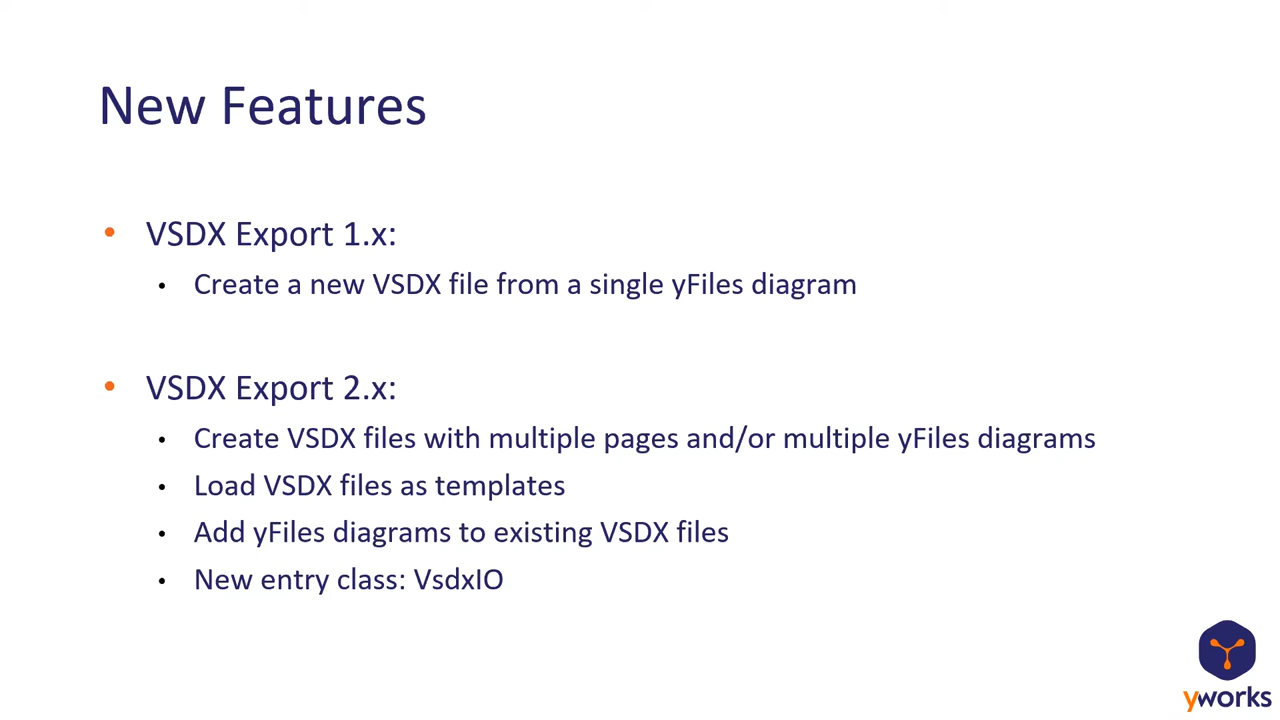 New Features
• VSDX Export 1.x:
• Create a new VSDX file from a single yFiles diagram
• VSDX Export 2.x:
• Create VSDX files with multiple pages and/or multiple yFiles diagrams
• Load VSDX files as templates
• Add yFiles diagrams to existing VSDX files
• New entry class: VsdxIO
yworks